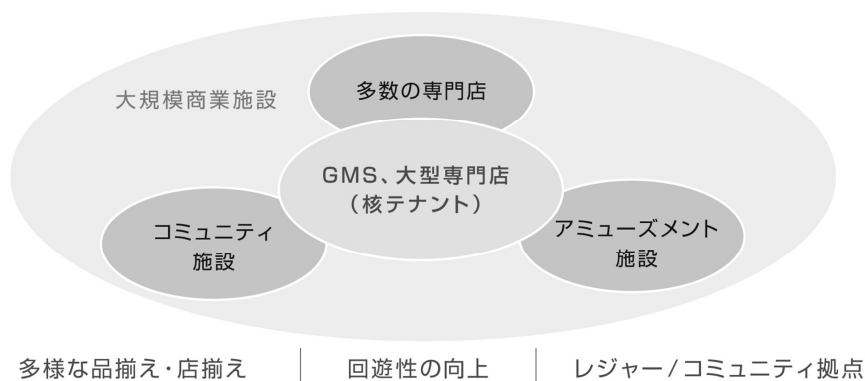 多数の専門店
大規模商業施設
GMS、大型専門店
（核テナント）
コミュニティ
施設
アミューズメント
施設
多様な品揃え・店揃え
回遊性の向上
レジャー/コミュニティ拠点